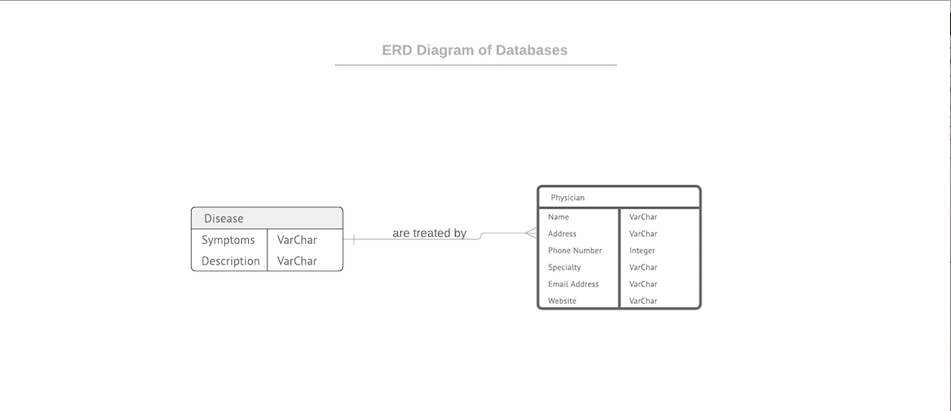 ERD Diagram of Databases
Disease
Symptoms VarChar
Description VarChar
are treated by
Physician
Name VarChar
Address VarChar
Phone Number Integer
Specialty VarChar
Email Address VarChar
Website VarChar